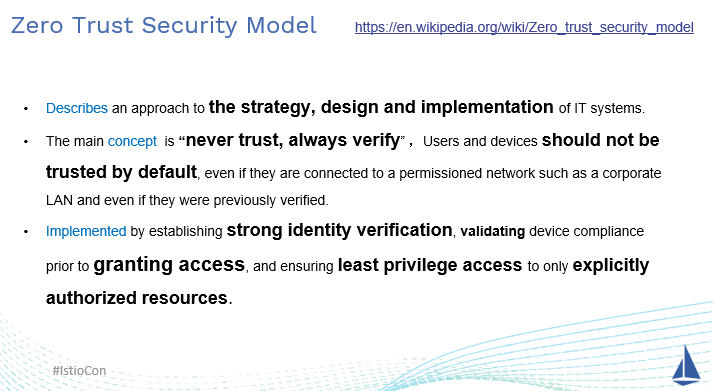 Zero Trust Security Model
https://en.wikipedia.org/wiki/Zero_trust_security_model
• Describes an approach to the strategy, design and implementation of IT systems.
• The main concept is “never trust, always verify”， Users and devices should not be
trusted by default, even if they are connected to a permissioned network such as a corporate
LAN and even if they were previously verified.
• Implemented by establishing strong identity verification, validating device compliance
prior to granting access, and ensuring least privilege access to only explicitly
authorized resources.
#IstioCon